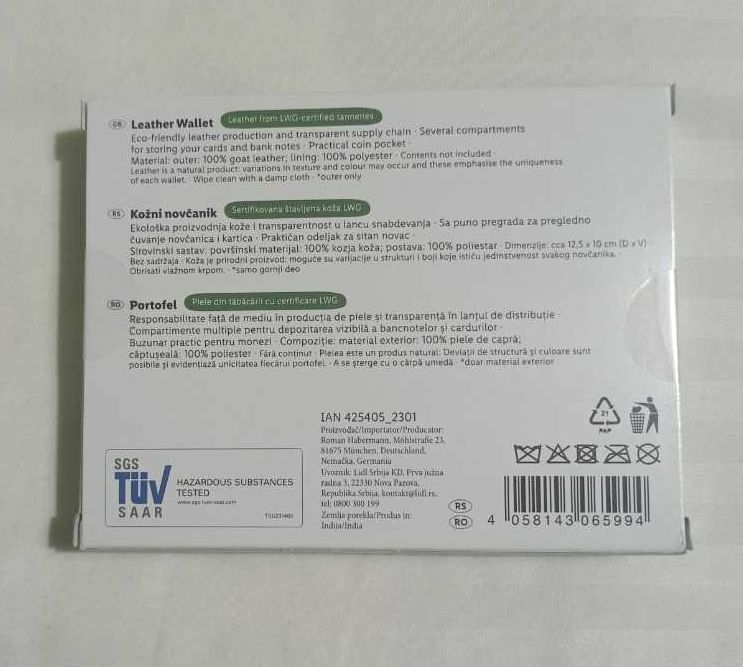 GB Leather Wallet Leather from LWG-certified tanneries
Eco-friendly leather production and transparent supply chain · Several compartments
for storing your cards and bank notes · Practical coin pocket ·
Material: outer: 100% goat leather; lining: 100% polyester · Contents not included ·
Leather is a natural product: variations in texture and colour may occur and these emphasise the uniqueness
of each wallet. · Wipe clean with a damp cloth · *outer only
RS Kožni novčanik Sertifikovana štavljena koža LWG
Ekološka proizvodnja kože i transparentnost u lancu snabdevanja · Sa puno pregrada za pregledno
čuvanje novčanica i kartica · Praktičan odeljak za sitan novac ·
Sirovinski sastav: površinski materijal: 100% kozja koža; postava: 100% poliestar · Dimenzije: cca 12,5 x 10 cm (D x V)
Bez sadržaja · Koža je prirodni proizvod: moguće su varijacije u strukturi i boji koje ističu jedinstvenost svakog novčanika. ·
Obrisati vlažnom krpom. · *samo gornji deo
RO Portofel Piele din tăbăcării cu certificare LWG
Responsabilitate față de mediu în producția de piele și transparență în lanțul de distribuție ·
Compartimente multiple pentru depozitarea vizibilă a bancnotelor și cardurilor ·
Buzunar practic pentru monezi · Compoziție: material exterior: 100% piele de capră;
căptușeală: 100% poliester · Fără conținut · Pielea este un produs natural: Deviații de structură și culoare sunt
posibile și evidențiază unicitatea fiecărui portofel. · A se șterge cu o cârpă umedă · *doar material exterior
IAN 425405_2301
Proizvođač/Importator/Producator:
Roman Habermann, Möhlstraße 23,
81675 München, Deutschland,
Nemačka, Germania
Uvoznik: Lidl Srbija KD, Prva južna
radna 3, 22330 Nova Pazova,
Republika Srbija, kontakt@lidl.rs,
tel: 0800 300 199
Zemlja porekla/Produs in:
Indija/India
SGS
TÜV
SAAR
HAZARDOUS SUBSTANCES
TESTED
www.sgs-tuev-saar.com
21
PAP
RS
RO
4 058143 065994